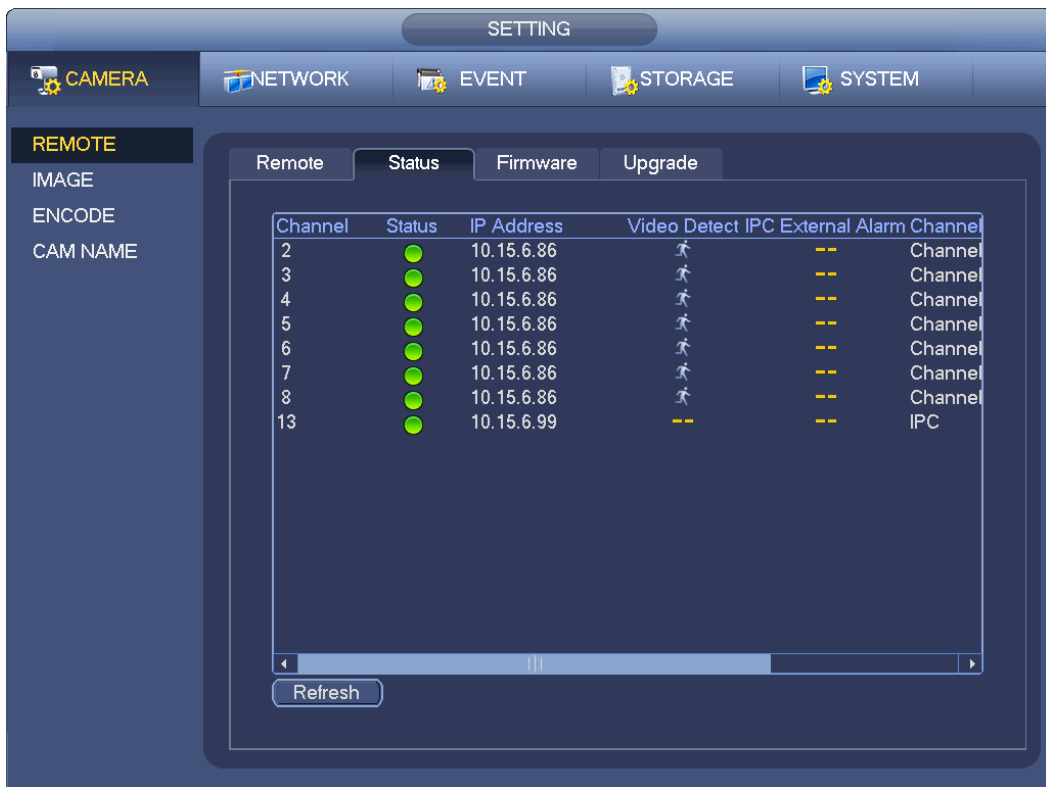 SETTING
CAMERA NETWORK EVENT STORAGE SYSTEM
REMOTE
IMAGE
ENCODE
CAM NAME
Remote Status Firmware Upgrade
Channel Status IP Address Video Detect IPC External Alarm Channel
2 10.15.6.86 -- Channel
3 10.15.6.86 -- Channel
4 10.15.6.86 -- Channel
5 10.15.6.86 -- Channel
6 10.15.6.86 -- Channel
7 10.15.6.86 -- Channel
8 10.15.6.86 -- Channel
13 10.15.6.99 -- -- IPC
Refresh